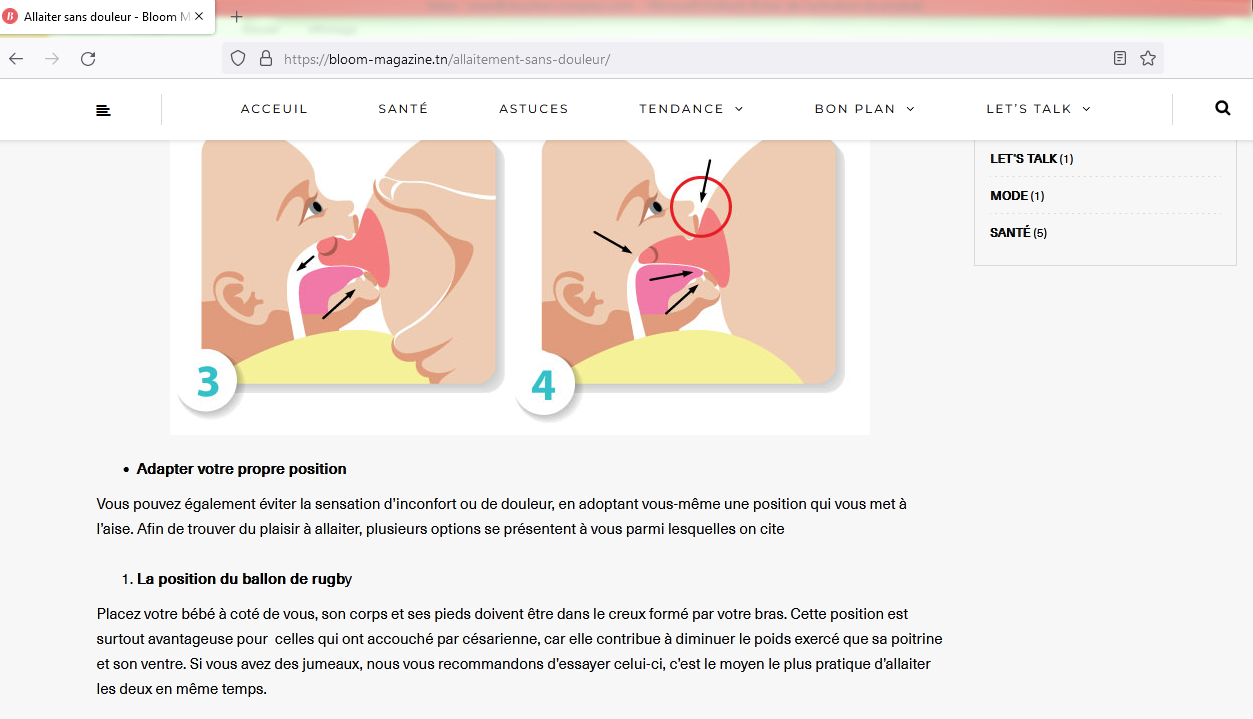 Allaiter sans douleur - Bloom M
https://bloom-magazine.tn/allaitement-sans-douleur/
ACCEUIL SANTÉ ASTUCES TENDANCE BON PLAN LET'S TALK
LET'S TALK (1)
MODE (1)
SANTÉ (5)
3
4
Adapter votre propre position
Vous pouvez également éviter la sensation d'inconfort ou de douleur, en adoptant vous-même une position qui vous met à
l'aise. Afin de trouver du plaisir à allaiter, plusieurs options se présentent à vous parmi lesquelles on cite
1. La position du ballon de rugby
Placez votre bébé à coté de vous, son corps et ses pieds doivent être dans le creux formé par votre bras. Cette position est
surtout avantageuse pour celles qui ont accouché par césarienne, car elle contribue à diminuer le poids exercé que sa poitrine
et son ventre. Si vous avez des jumeaux, nous vous recommandons d'essayer celui-ci, c'est le moyen le plus pratique d'allaiter
les deux en même temps.